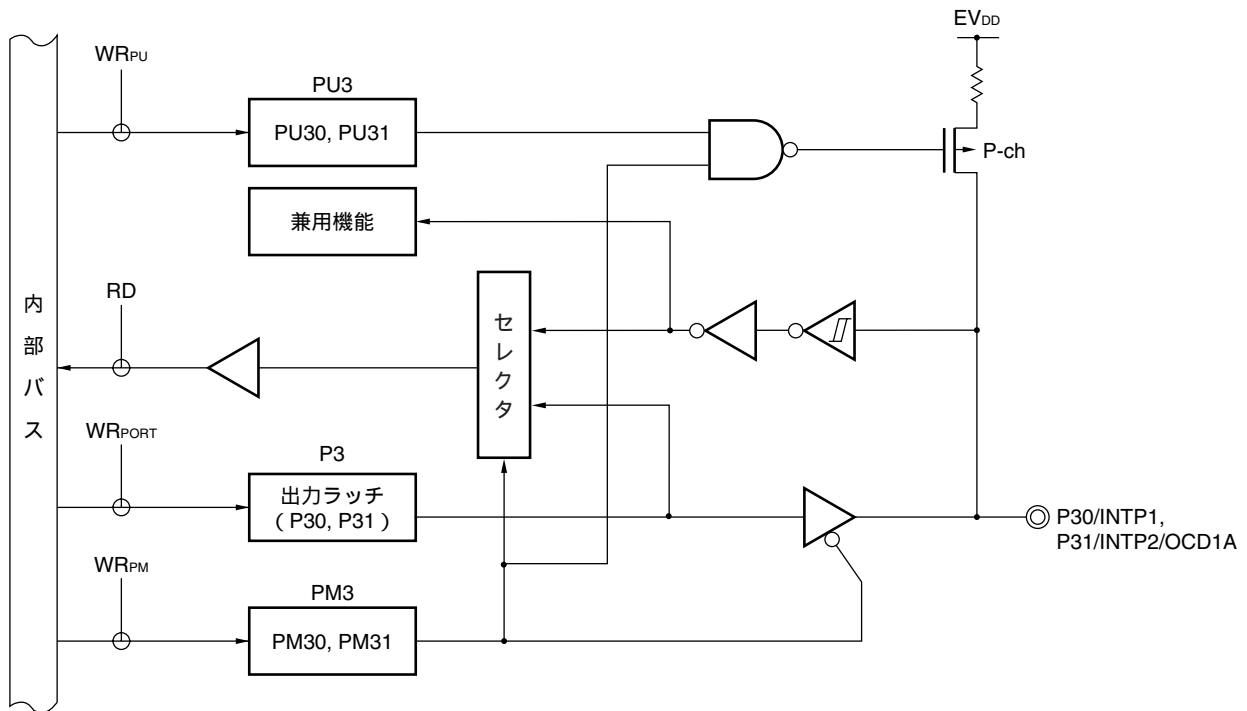 EVDD
WRPU
PU3
PU30, PU31
P-ch
兼用機能
RD
内部バス
セレクタ
WRPORT
P3
出力ラッチ
（P30, P31）
P30/INTP1,
P31/INTP2/OCD1A
WRPM
PM3
PM30, PM31